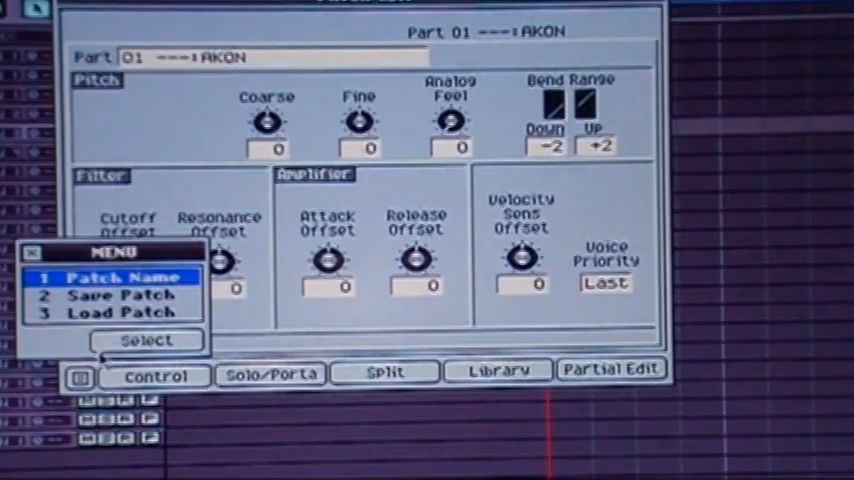 Part 01 ---:AKON
Part 01 ---:AKON
Pitch
Coarse
Fine
Analog
Feel
Bend Range
0
0
0
Down
Up
-2
+2
Filter
Amplifier
Cutoff
Offset
Resonance
Offset
Attack
Offset
Release
Offset
Velocity
Sens
Offset
Voice
Priority
0
0
0
0
Last
MENU
1 Patch Name
2 Save Patch
3 Load Patch
Select
Control
Solo/Porta
Split
Library
Partial Edit